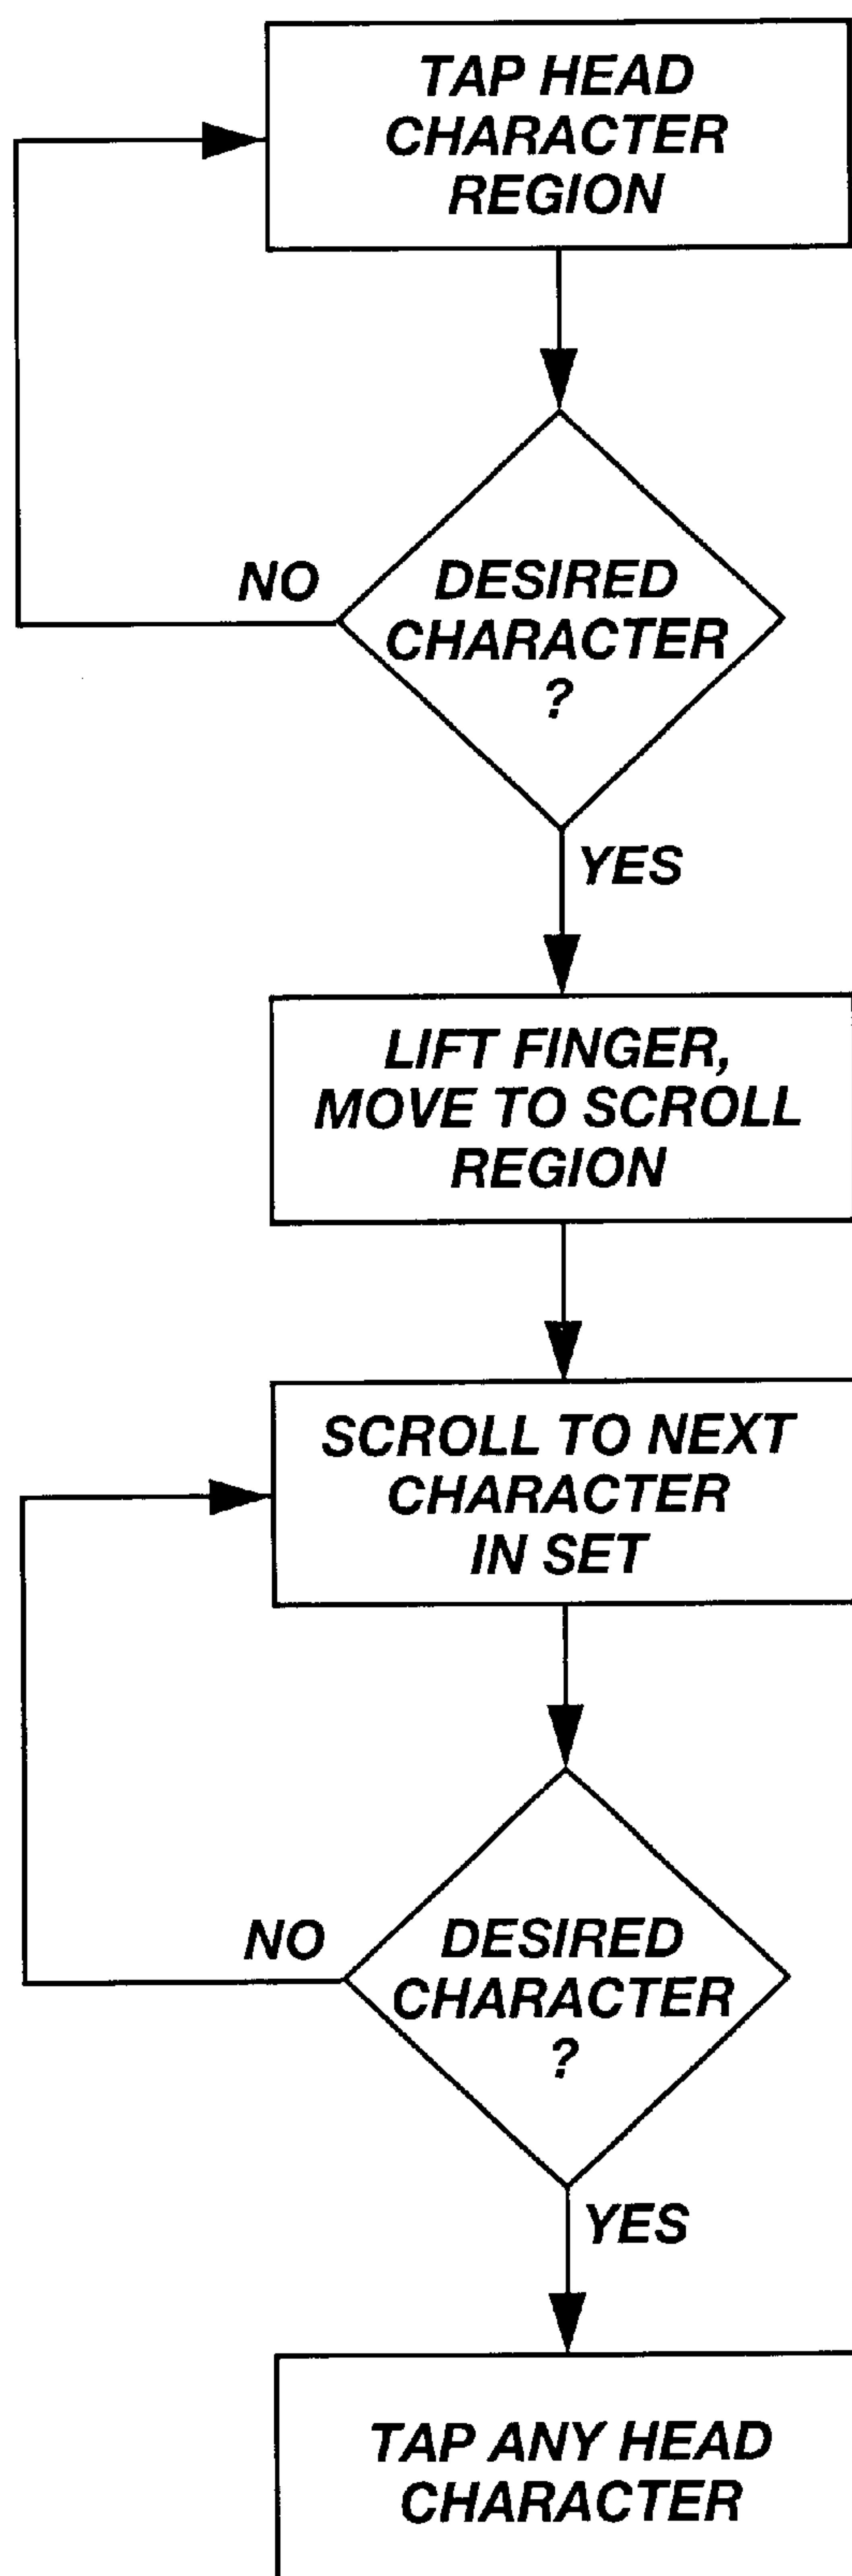 TAP HEAD
CHARACTER
REGION
NO
DESIRED
CHARACTER
?
YES
LIFT FINGER,
MOVE TO SCROLL
REGION
SCROLL TO NEXT
CHARACTER
IN SET
NO
DESIRED
CHARACTER
?
YES
TAP ANY HEAD
CHARACTER